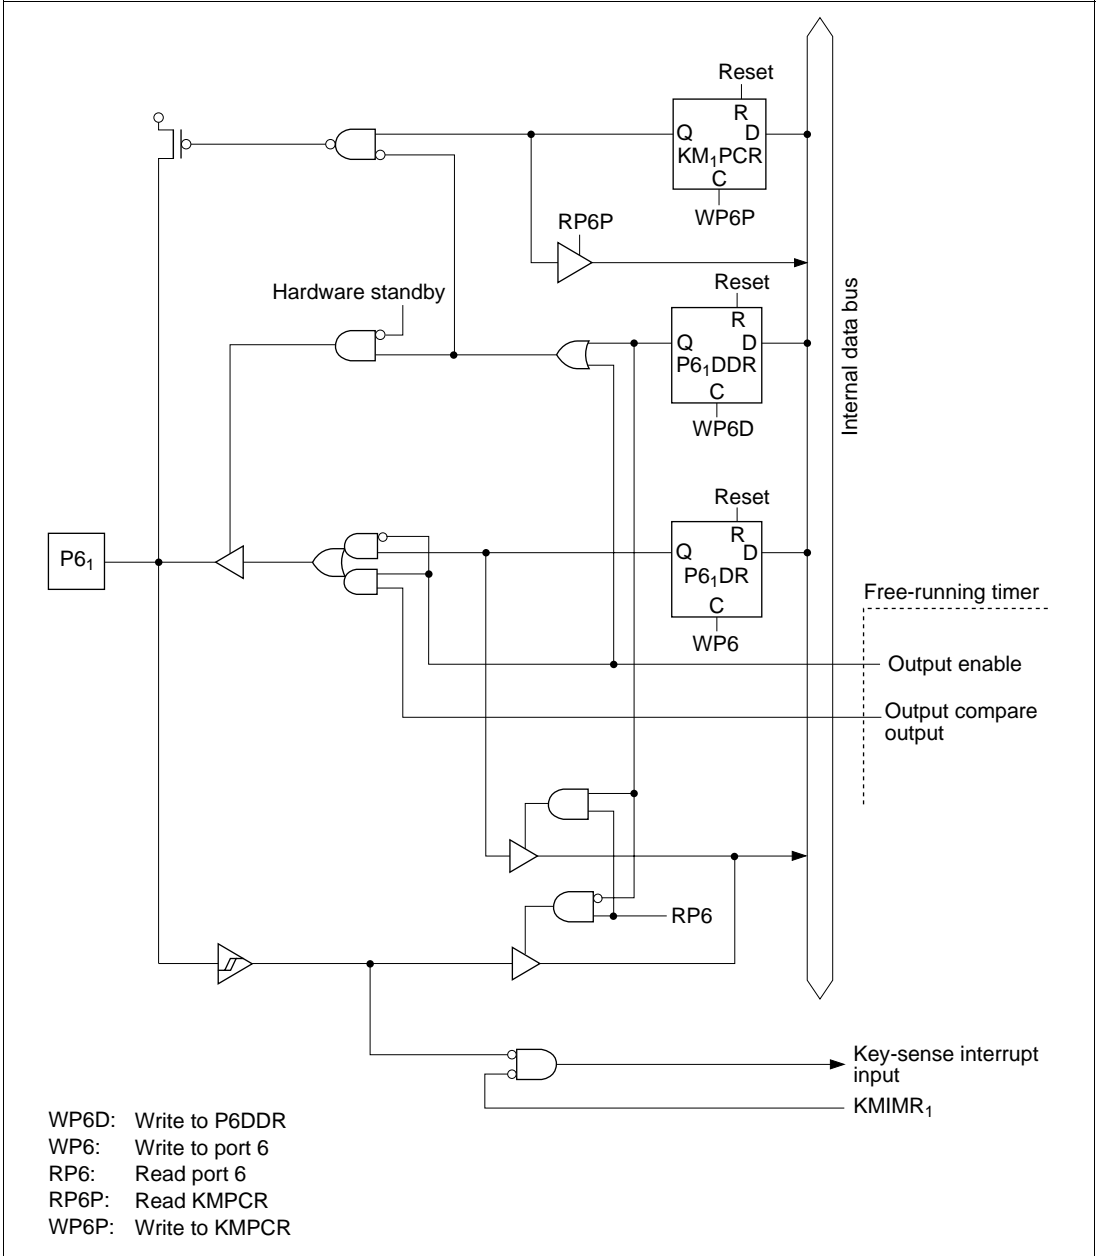 Reset
R
Q D
KM₁PCR
C
WP6P
RP6P
Hardware standby
Reset
R
Q D
P6₁DDR
C
WP6D
Internal data bus
Reset
R
Q D
P6₁DR
C
WP6
P6₁
Free-running timer
Output enable
Output compare
output
RP6
Key-sense interrupt
input
KMIMR₁
WP6D: Write to P6DDR
WP6: Write to port 6
RP6: Read port 6
RP6P: Read KMPCR
WP6P: Write to KMPCR